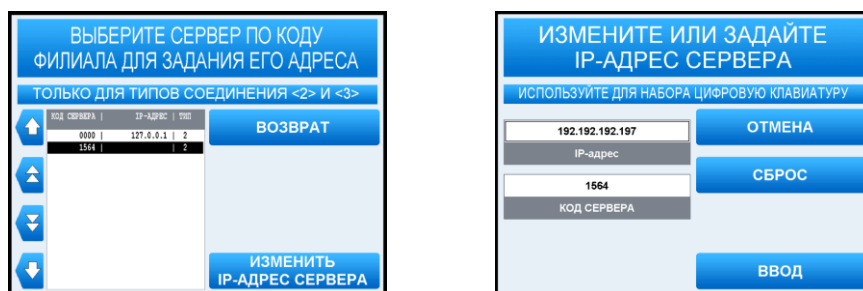 ВЫБЕРИТЕ СЕРВЕР ПО КОДУ
ФИЛИАЛА ДЛЯ ЗАДАНИЯ ЕГО АДРЕСА
ТОЛЬКО ДЛЯ ТИПОВ СОЕДИНЕНИЯ <2> И <3>
КОД СЕРВЕРА | IP-АДРЕС | ТИП
0000 | 127.0.0.1 | 2
1564 | | 2
ВОЗВРАТ
ИЗМЕНИТЬ
IP-АДРЕС СЕРВЕРА
ИЗМЕНИТЕ ИЛИ ЗАДАЙТЕ
IP-АДРЕС СЕРВЕРА
ИСПОЛЬЗУЙТЕ ДЛЯ НАБОРА ЦИФРОВУЮ КЛАВИАТУРУ
192.192.192.197
IP-адрес
1564
КОД СЕРВЕРА
ОТМЕНА
СБРОС
ВВОД